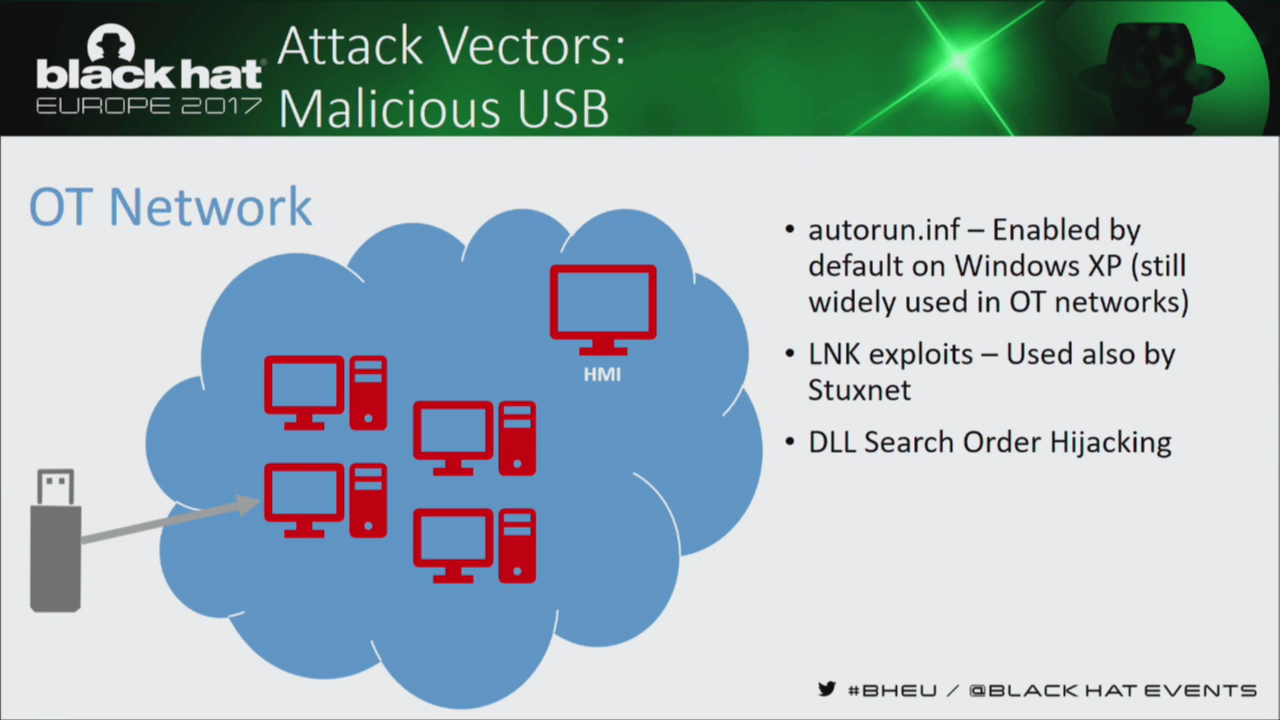 black hat
EUROPE 2017
Attack Vectors:
Malicious USB
OT Network
HMI
• autorun.inf – Enabled by
default on Windows XP (still
widely used in OT networks)
• LNK exploits – Used also by
Stuxnet
• DLL Search Order Hijacking
#BHEU / @BLACK HAT EVENTS